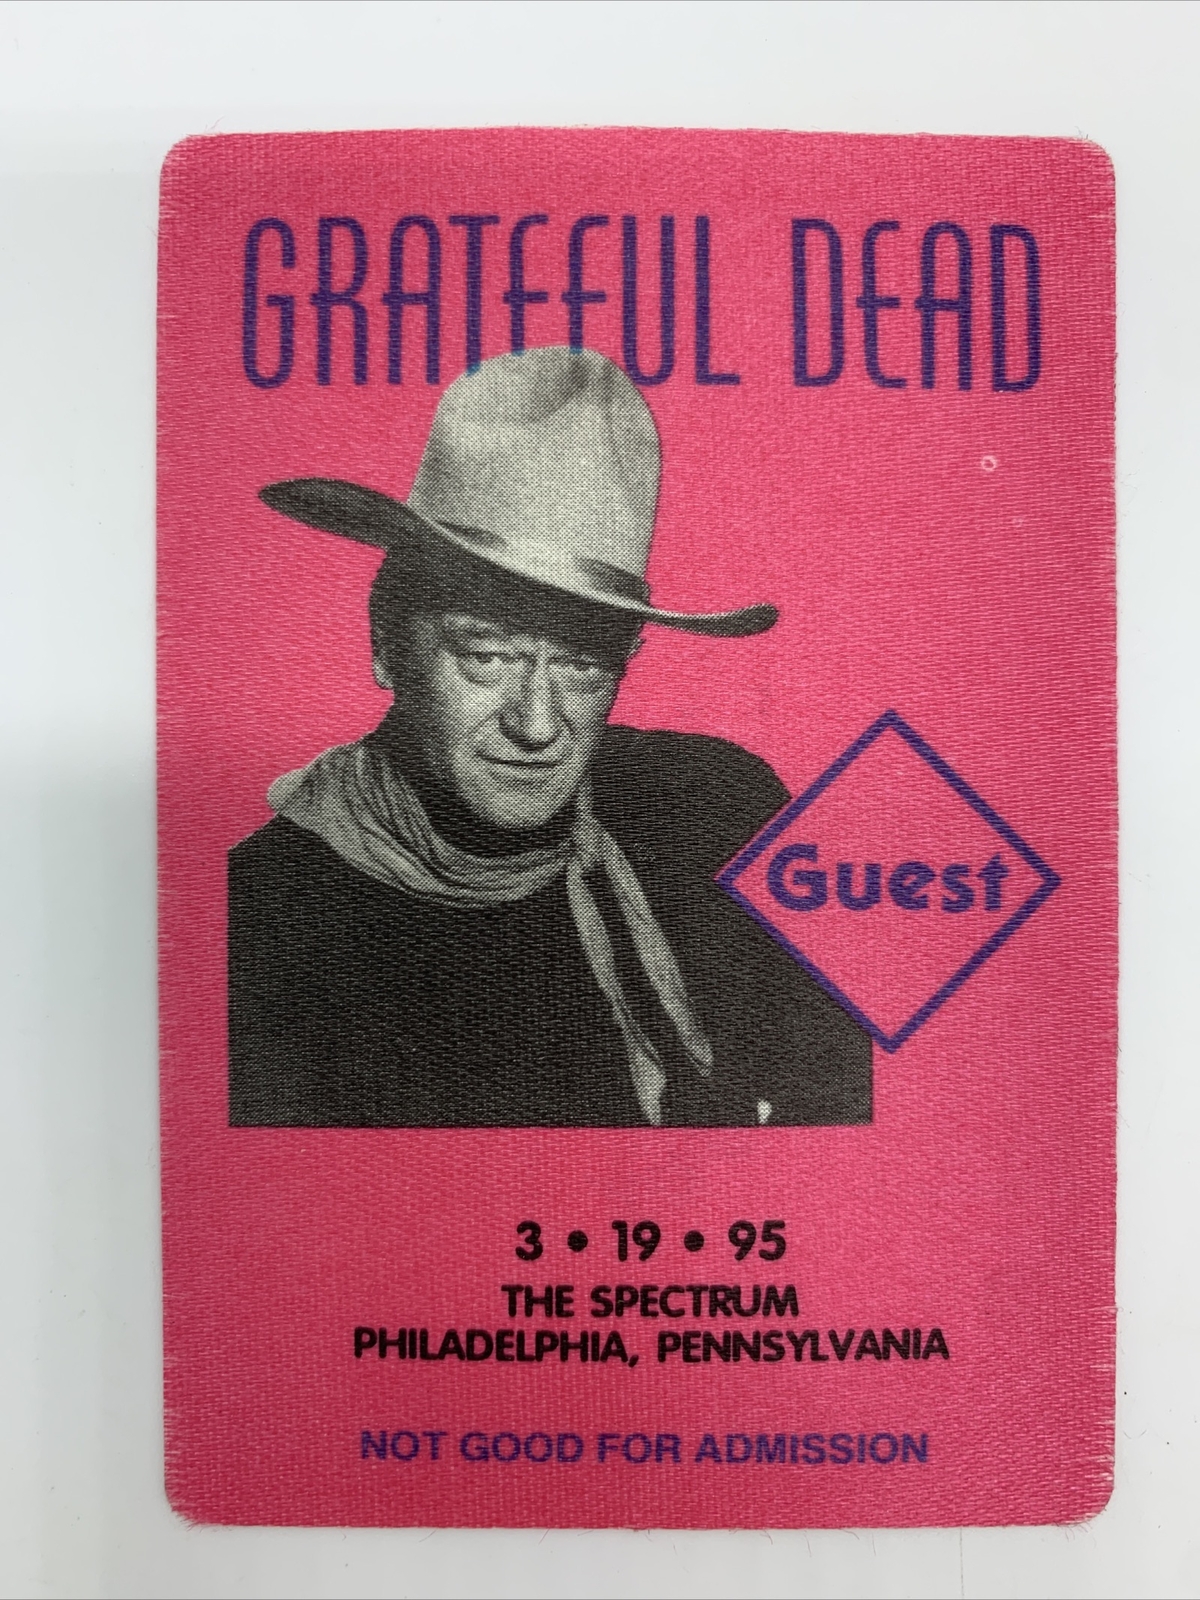 GRATEFUL DEAD
Guest
3 • 19 • 95
THE SPECTRUM
PHILADELPHIA, PENNSYLVANIA
NOT GOOD FOR ADMISSION